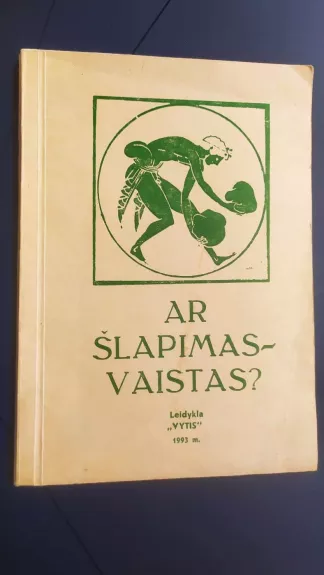 AR
ŠLAPIMAS-
VAISTAS?
Leidykla
„VYTIS"
1993 m.